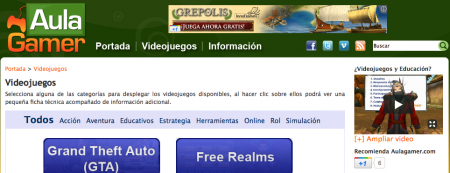 Aula
Gamer
GREPOLIS
¡JUEGA AHORA GRATIS!
+1
Portada | Videojuegos | Información
Buscar
Portada > Videojuegos
Videojuegos
Selecciona alguna de las categorías para desplegar los videojuegos disponibles, al hacer clic sobre ellos podrá ver una
pequeña ficha técnica acompañado de información adicional.
Todos Acción Aventura Educativos Estrategia Herramientas Online Rol Simulación
Grand Theft Auto
(GTA)
Free Realms
¿Videojuegos y Educación?
[+] Ampliar video
Recomienda Aulagamer.com
+1 6